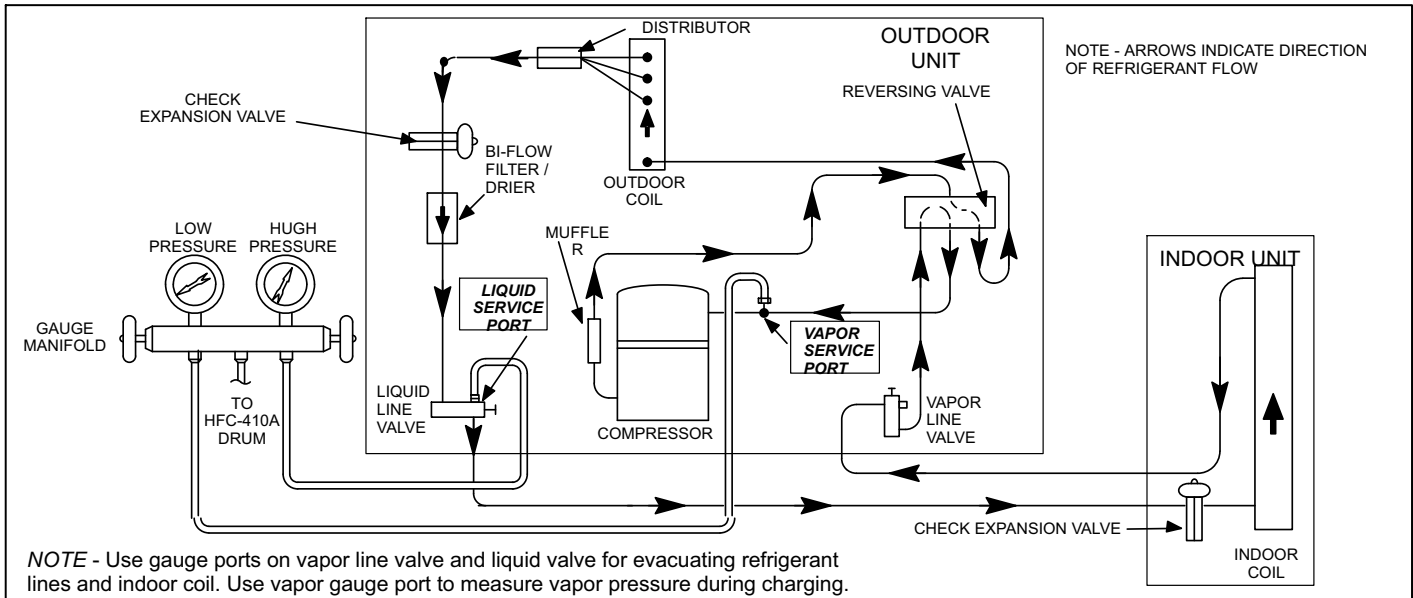 DISTRIBUTOR
OUTDOOR
UNIT
NOTE - ARROWS INDICATE DIRECTION
OF REFRIGERANT FLOW
REVERSING VALVE
CHECK
EXPANSION VALVE
BI-FLOW
FILTER /
DRIER
OUTDOOR
COIL
LOW
PRESSURE
HUGH
PRESSURE
MUFFLE
R
INDOOR UNIT
LIQUID
SERVICE
PORT
GAUGE
MANIFOLD
VAPOR
SERVICE
PORT
TO
HFC-410A
DRUM
LIQUID
LINE
VALVE
COMPRESSOR
VAPOR
LINE
VALVE
CHECK EXPANSION VALVE
INDOOR
COIL
NOTE - Use gauge ports on vapor line valve and liquid valve for evacuating refrigerant
lines and indoor coil. Use vapor gauge port to measure vapor pressure during charging.